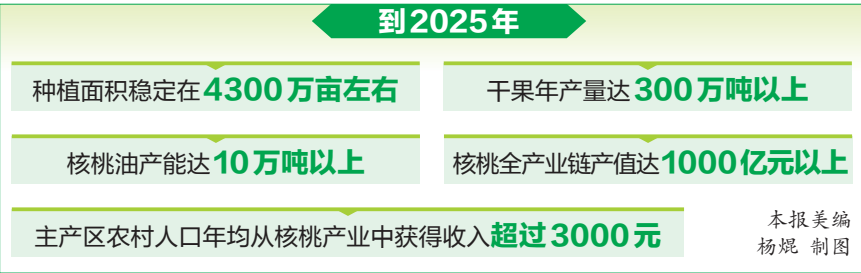 到2025年
种植面积稳定在4300万亩左右
干果年产量达300万吨以上
核桃油产能达10万吨以上
核桃全产业链产值达1000亿元以上
主产区农村人口年均从核桃产业中获得收入超过3000元
本报美编
杨焜 制图